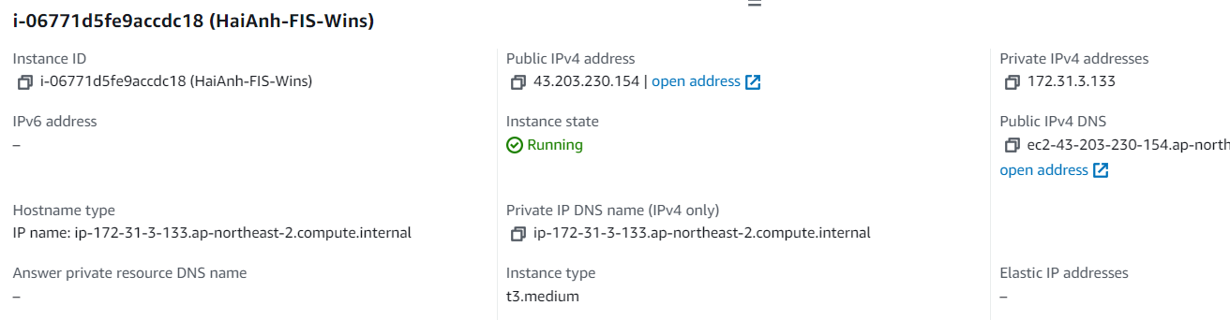 i-06771d5fe9accdc18 (HaiAnh-FIS-Wins)
Instance ID
i-06771d5fe9accdc18 (HaiAnh-FIS-Wins)
Public IPv4 address
43.203.230.154 | open address
Private IPv4 addresses
172.31.3.133
IPv6 address
–
Instance state
Running
Public IPv4 DNS
ec2-43-203-230-154.ap-north
open address
Hostname type
IP name: ip-172-31-3-133.ap-northeast-2.compute.internal
Private IP DNS name (IPv4 only)
ip-172-31-3-133.ap-northeast-2.compute.internal
Answer private resource DNS name
–
Instance type
t3.medium
Elastic IP addresses
–